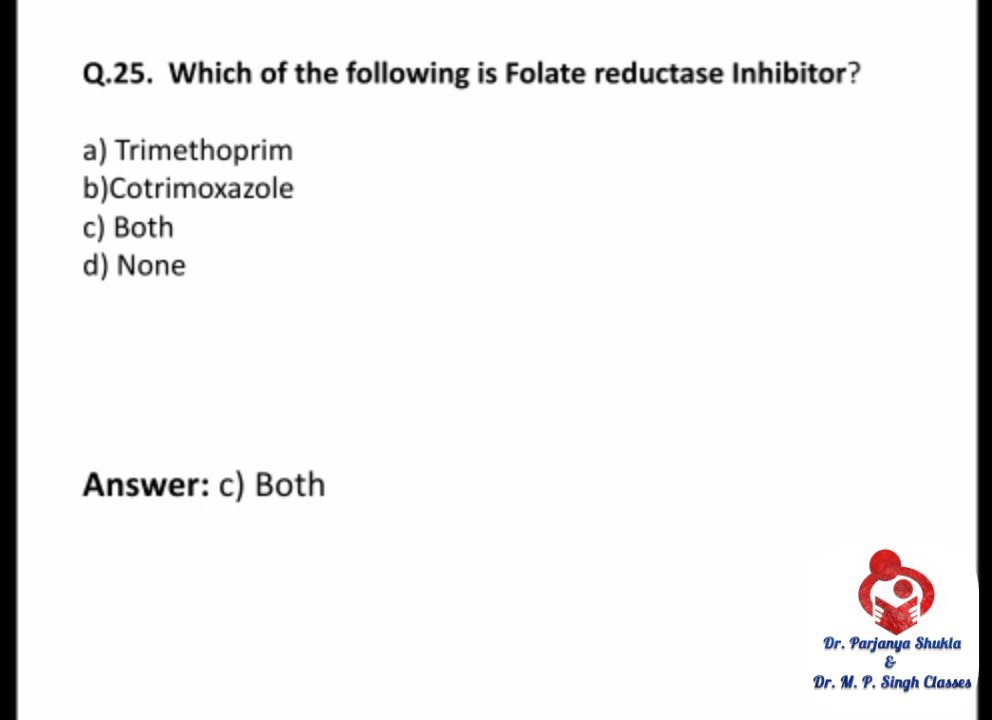 Q.25. Which of the following is Folate reductase Inhibitor?
a) Trimethoprim
b)Cotrimoxazole
c) Both
d) None
Answer: c) Both
Dr. Parjanya Shukla
&
Dr. M. P. Singh Classes